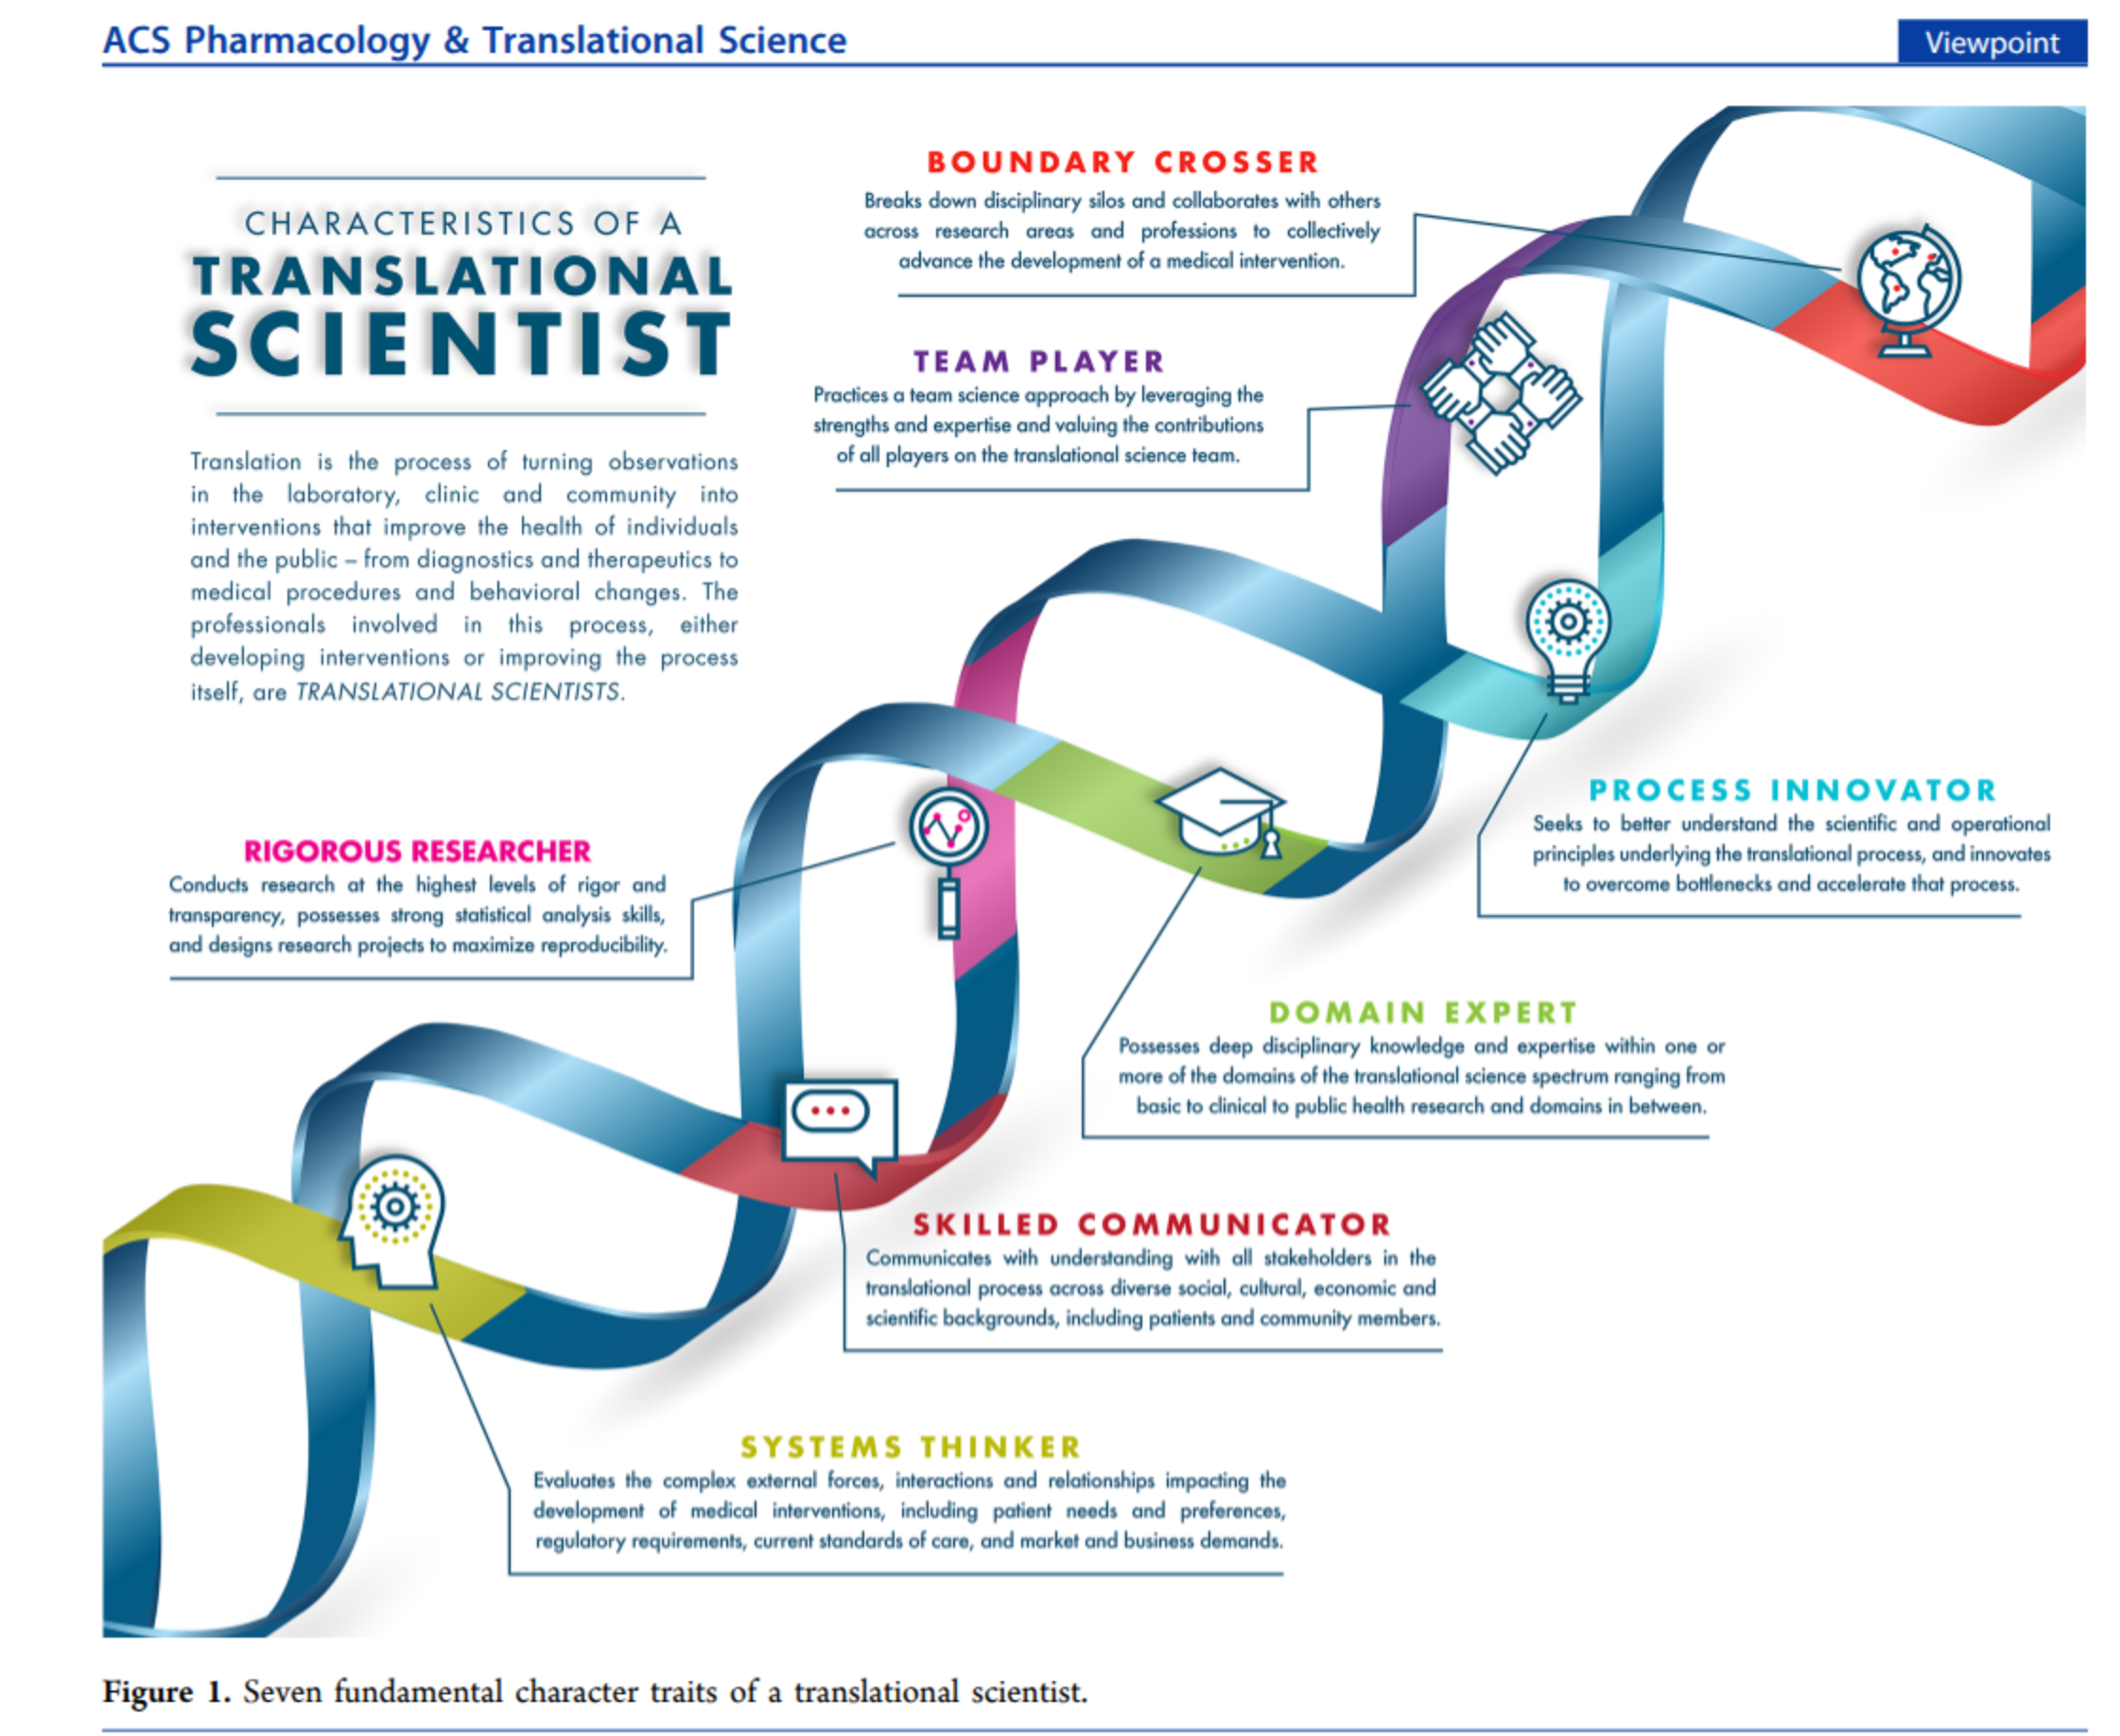 ACS Pharmacology & Translational Science
Viewpoint
CHARACTERISTICS OF A
TRANSLATIONAL
SCIENTIST
Translation is the process of turning observations
in the laboratory, clinic and community into
interventions that improve the health of individuals
and the public – from diagnostics and therapeutics to
medical procedures and behavioral changes. The
professionals involved in this process, either
developing interventions or improving the process
itself, are TRANSLATIONAL SCIENTISTS.
BOUNDARY CROSSER
Breaks down disciplinary silos and collaborates with others
across research areas and professions to collectively
advance the development of a medical intervention.
TEAM PLAYER
Practices a team science approach by leveraging the
strengths and expertise and valuing the contributions
of all players on the translational science team.
PROCESS INNOVATOR
Seeks to better understand the scientific and operational
principles underlying the translational process, and innovates
to overcome bottlenecks and accelerate that process.
RIGOROUS RESEARCHER
Conducts research at the highest levels of rigor and
transparency, possesses strong statistical analysis skills,
and designs research projects to maximize reproducibility.
DOMAIN EXPERT
Possesses deep disciplinary knowledge and expertise within one or
more of the domains of the translational science spectrum ranging from
basic to clinical to public health research and domains in between.
SKILLED COMMUNICATOR
Communicates with understanding with all stakeholders in the
translational process across diverse social, cultural, economic and
scientific backgrounds, including patients and community members.
SYSTEMS THINKER
Evaluates the complex external forces, interactions and relationships impacting the
development of medical interventions, including patient needs and preferences,
regulatory requirements, current standards of care, and market and business demands.
Figure 1. Seven fundamental character traits of a translational scientist.